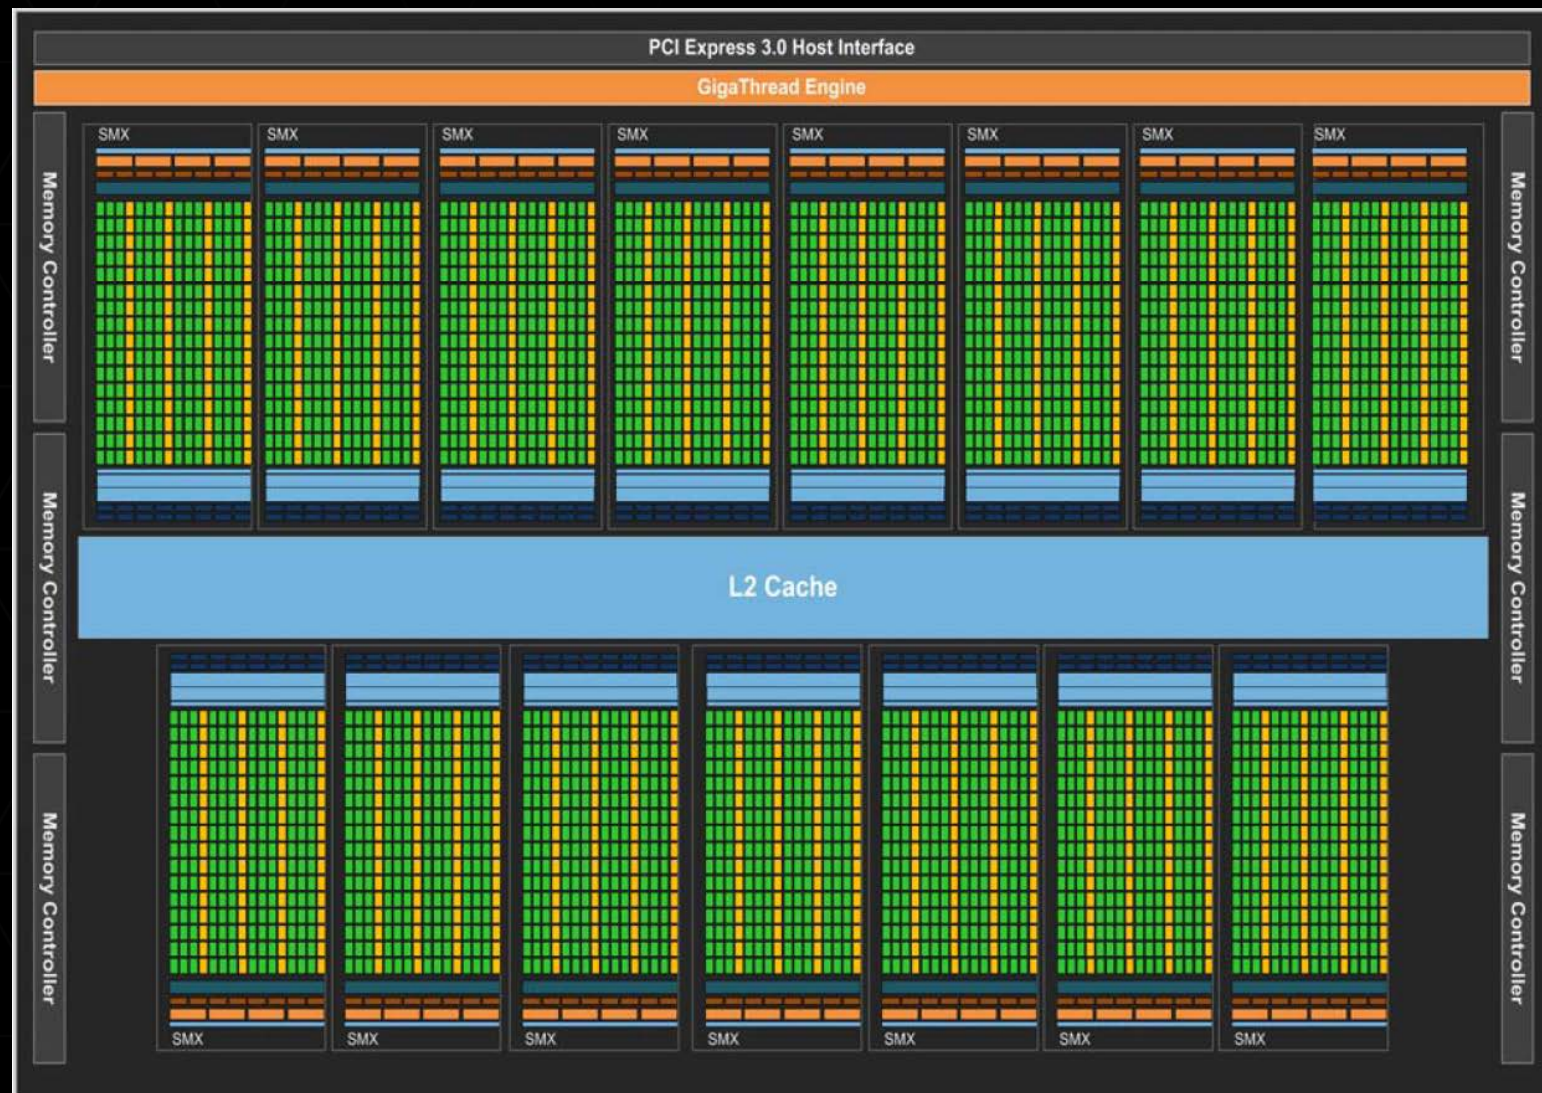 PCI Express 3.0 Host Interface
GigaThread Engine
Memory Controller
SMX
SMX
SMX
SMX
SMX
SMX
SMX
SMX
Memory Controller
Memory Controller
L2 Cache
Memory Controller
Memory Controller
SMX
SMX
SMX
SMX
SMX
SMX
SMX
Memory Controller